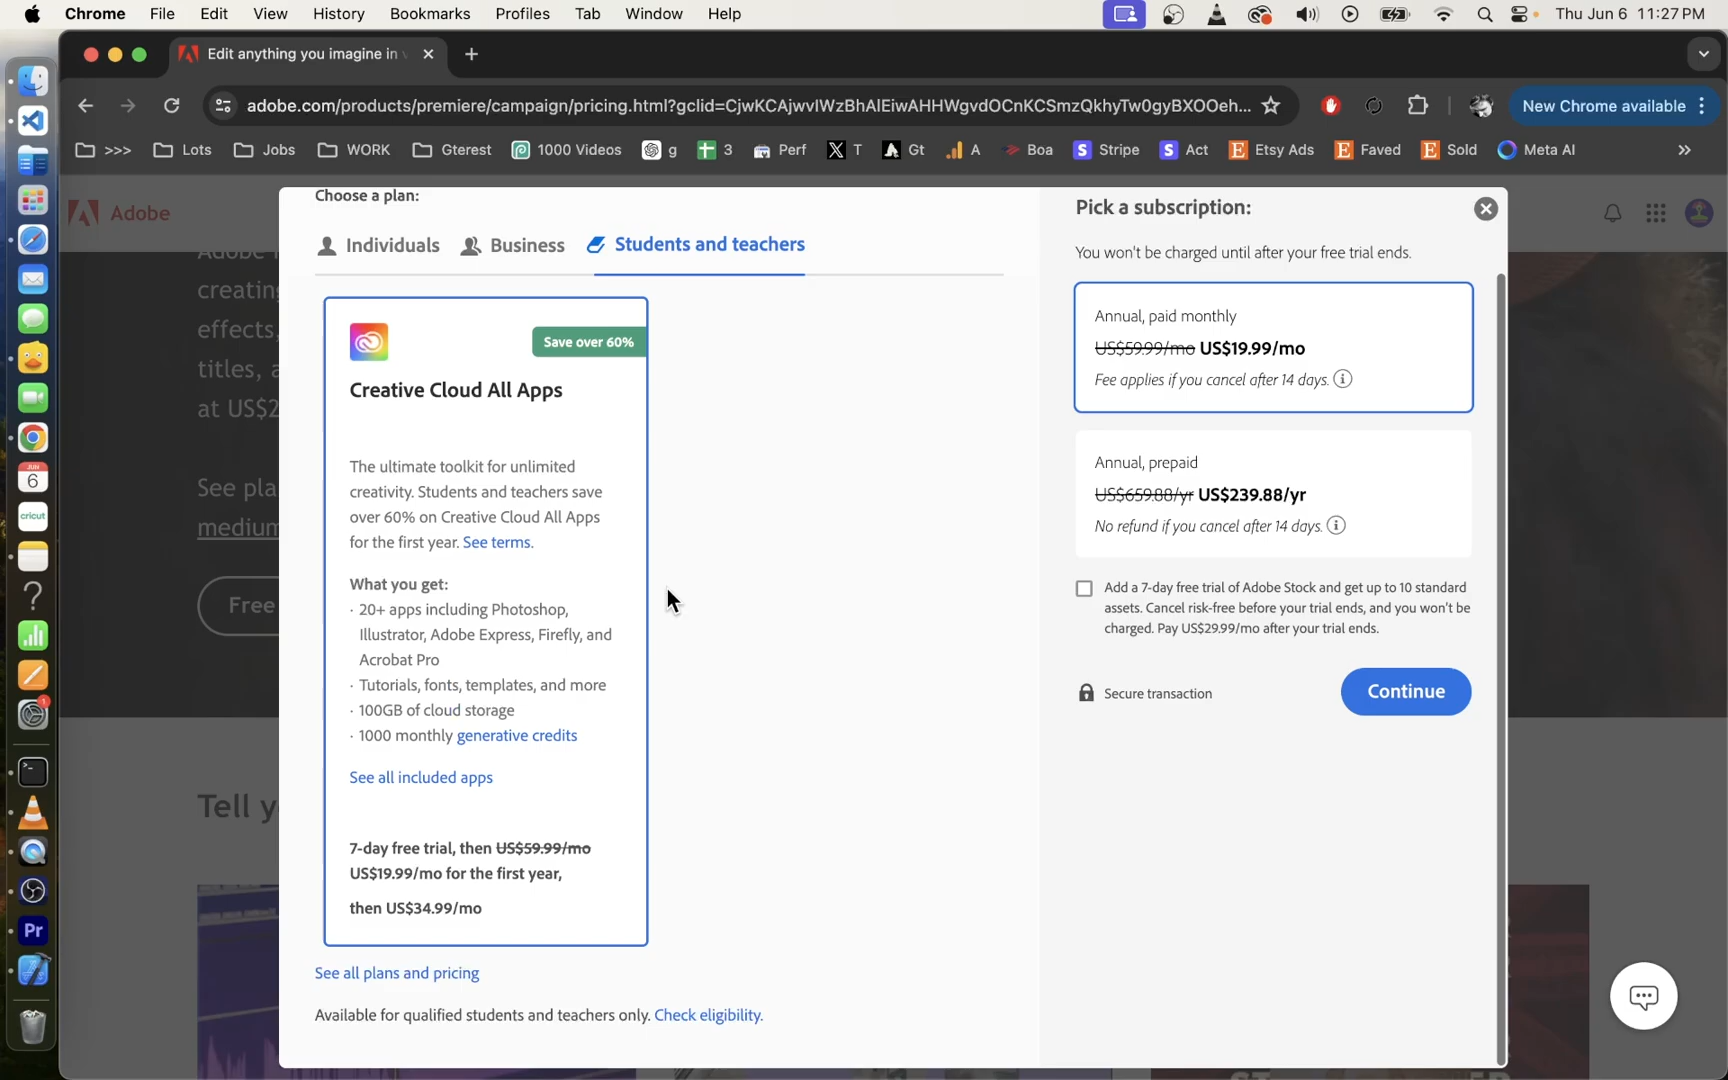 Chrome File Edit View History Bookmarks Profiles Tab Window Help Thu Jun 6 11:27 PM
Edit anything you imagine in
adobe.com/products/premiere/campaign/pricing.html?gclid=CjwKCAjwvIWzBhAlEiwAHHWgvdOCnKCSmzQkhyTw0gyBXOOeh... New Chrome available
>>> Lots Jobs WORK Gterest 1000 Videos g 3 Perf T Gt A Boa Stripe Act Etsy Ads Faved Sold Meta AI »
Adobe
creating
effects,
titles, a
at US$2
See pla
medium
Free
Tell y
Choose a plan:
Individuals Business Students and teachers
Save over 60%
Creative Cloud All Apps
The ultimate toolkit for unlimited
creativity. Students and teachers save
over 60% on Creative Cloud All Apps
for the first year. See terms.
What you get:
· 20+ apps including Photoshop,
Illustrator, Adobe Express, Firefly, and
Acrobat Pro
· Tutorials, fonts, templates, and more
· 100GB of cloud storage
· 1000 monthly generative credits
See all included apps
7-day free trial, then US$59.99/mo
US$19.99/mo for the first year,
then US$34.99/mo
See all plans and pricing
Available for qualified students and teachers only. Check eligibility.
Pick a subscription:
You won't be charged until after your free trial ends.
Annual, paid monthly
US$59.99/mo US$19.99/mo
Fee applies if you cancel after 14 days.
Annual, prepaid
US$659.88/yr US$239.88/yr
No refund if you cancel after 14 days.
Add a 7-day free trial of Adobe Stock and get up to 10 standard
assets. Cancel risk-free before your trial ends, and you won't be
charged. Pay US$29.99/mo after your trial ends.
Secure transaction
Continue
JUN
6
cricut
1
Pr